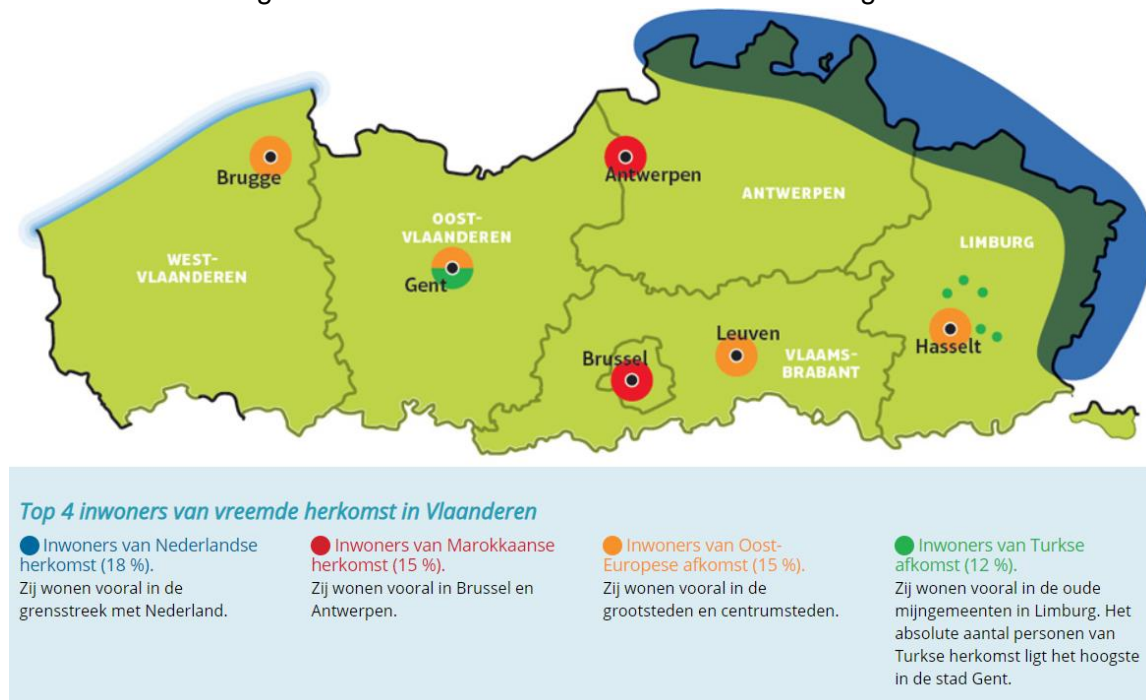 Brugge
Antwerpen
ANTWERPEN
OOST-
VLAANDEREN
LIMBURG
WEST-
VLAANDEREN
Gent
Leuven
Hasselt
Brussel
VLAAMS-
BRABANT
Top 4 inwoners van vreemde herkomst in Vlaanderen
Inwoners van Nederlandse
herkomst (18 %).
Zij wonen vooral in de
grensstreek met Nederland.
Inwoners van Marokkaanse
herkomst (15 %).
Zij wonen vooral in Brussel en
Antwerpen.
Inwoners van Oost-
Europese afkomst (15 %).
Zij wonen vooral in de
grootsteden en centrumsteden.
Inwoners van Turkse
afkomst (12 %).
Zij wonen vooral in de oude
mijngemeenten in Limburg. Het
absolute aantal personen van
Turkse herkomst ligt het hoogste
in de stad Gent.